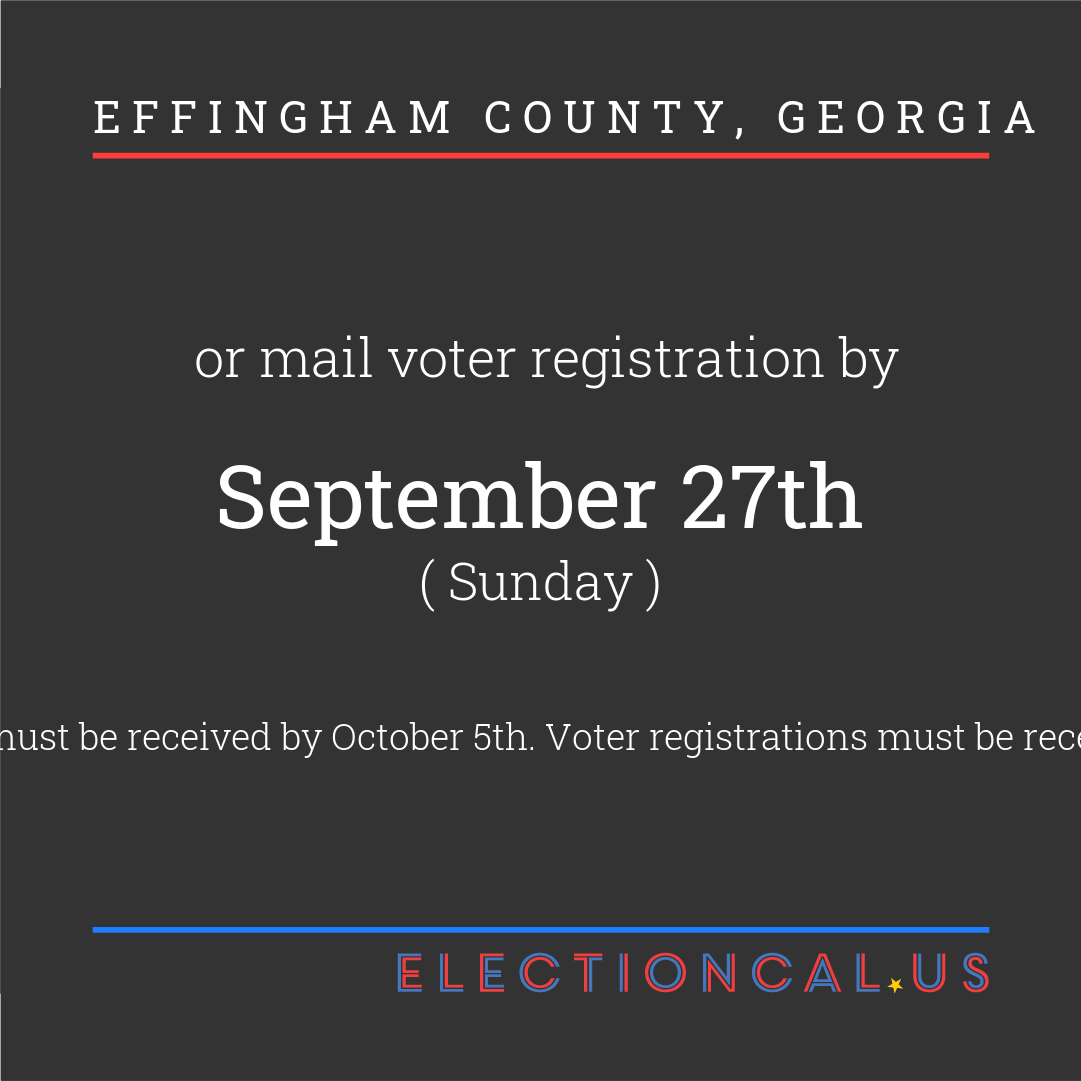 EFFINGHAM COUNTY, GEORGIA
or mail voter registration by
September 27th
( Sunday )
must be received by October 5th. Voter registrations must be rece
ELECTIONCAL.US